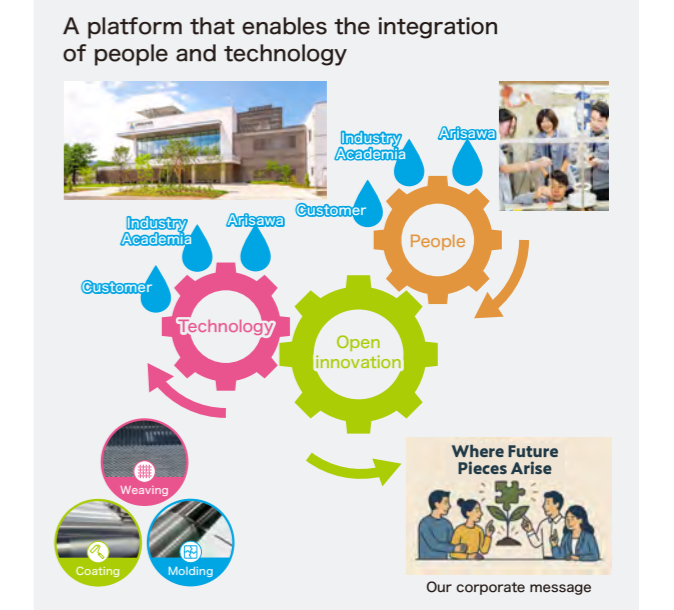 A platform that enables the integration
of people and technology
Industry
Academia
Arisawa
Customer
People
Industry
Academia
Arisawa
Customer
Technology
Open
innovation
Weaving
Coating
Molding
Where Future
Pieces Arise
Our corporate message